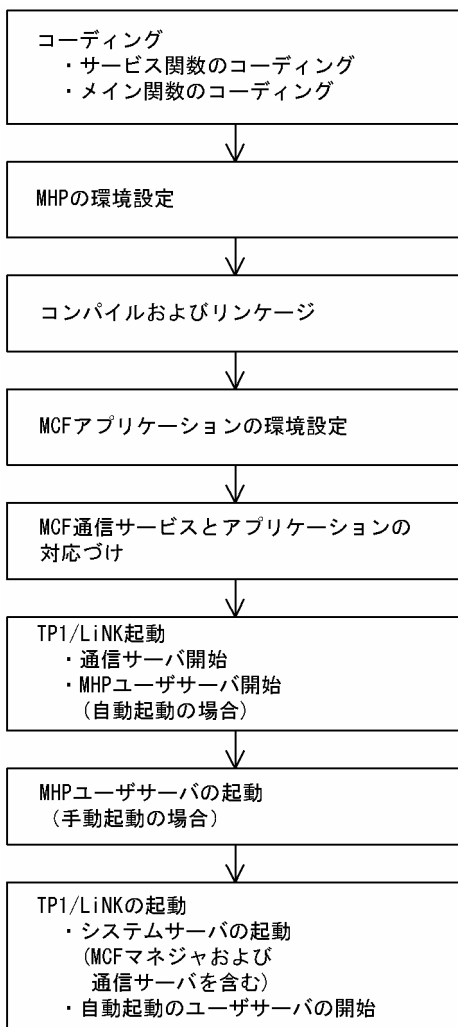 コーディング
・サービス関数のコーディング
・メイン関数のコーディング
MHPの環境設定
コンパイルおよびリンケージ
MCFアプリケーションの環境設定
MCF通信サービスとアプリケーションの
対応づけ
TP1/LiNK起動
・通信サーバ開始
・MHPユーザサーバ開始
(自動起動の場合)
MHPユーザサーバの起動
(手動起動の場合)
TP1/LiNKの起動
・システムサーバの起動
(MCFマネジャおよび
通信サーバを含む)
・自動起動のユーザサーバの開始